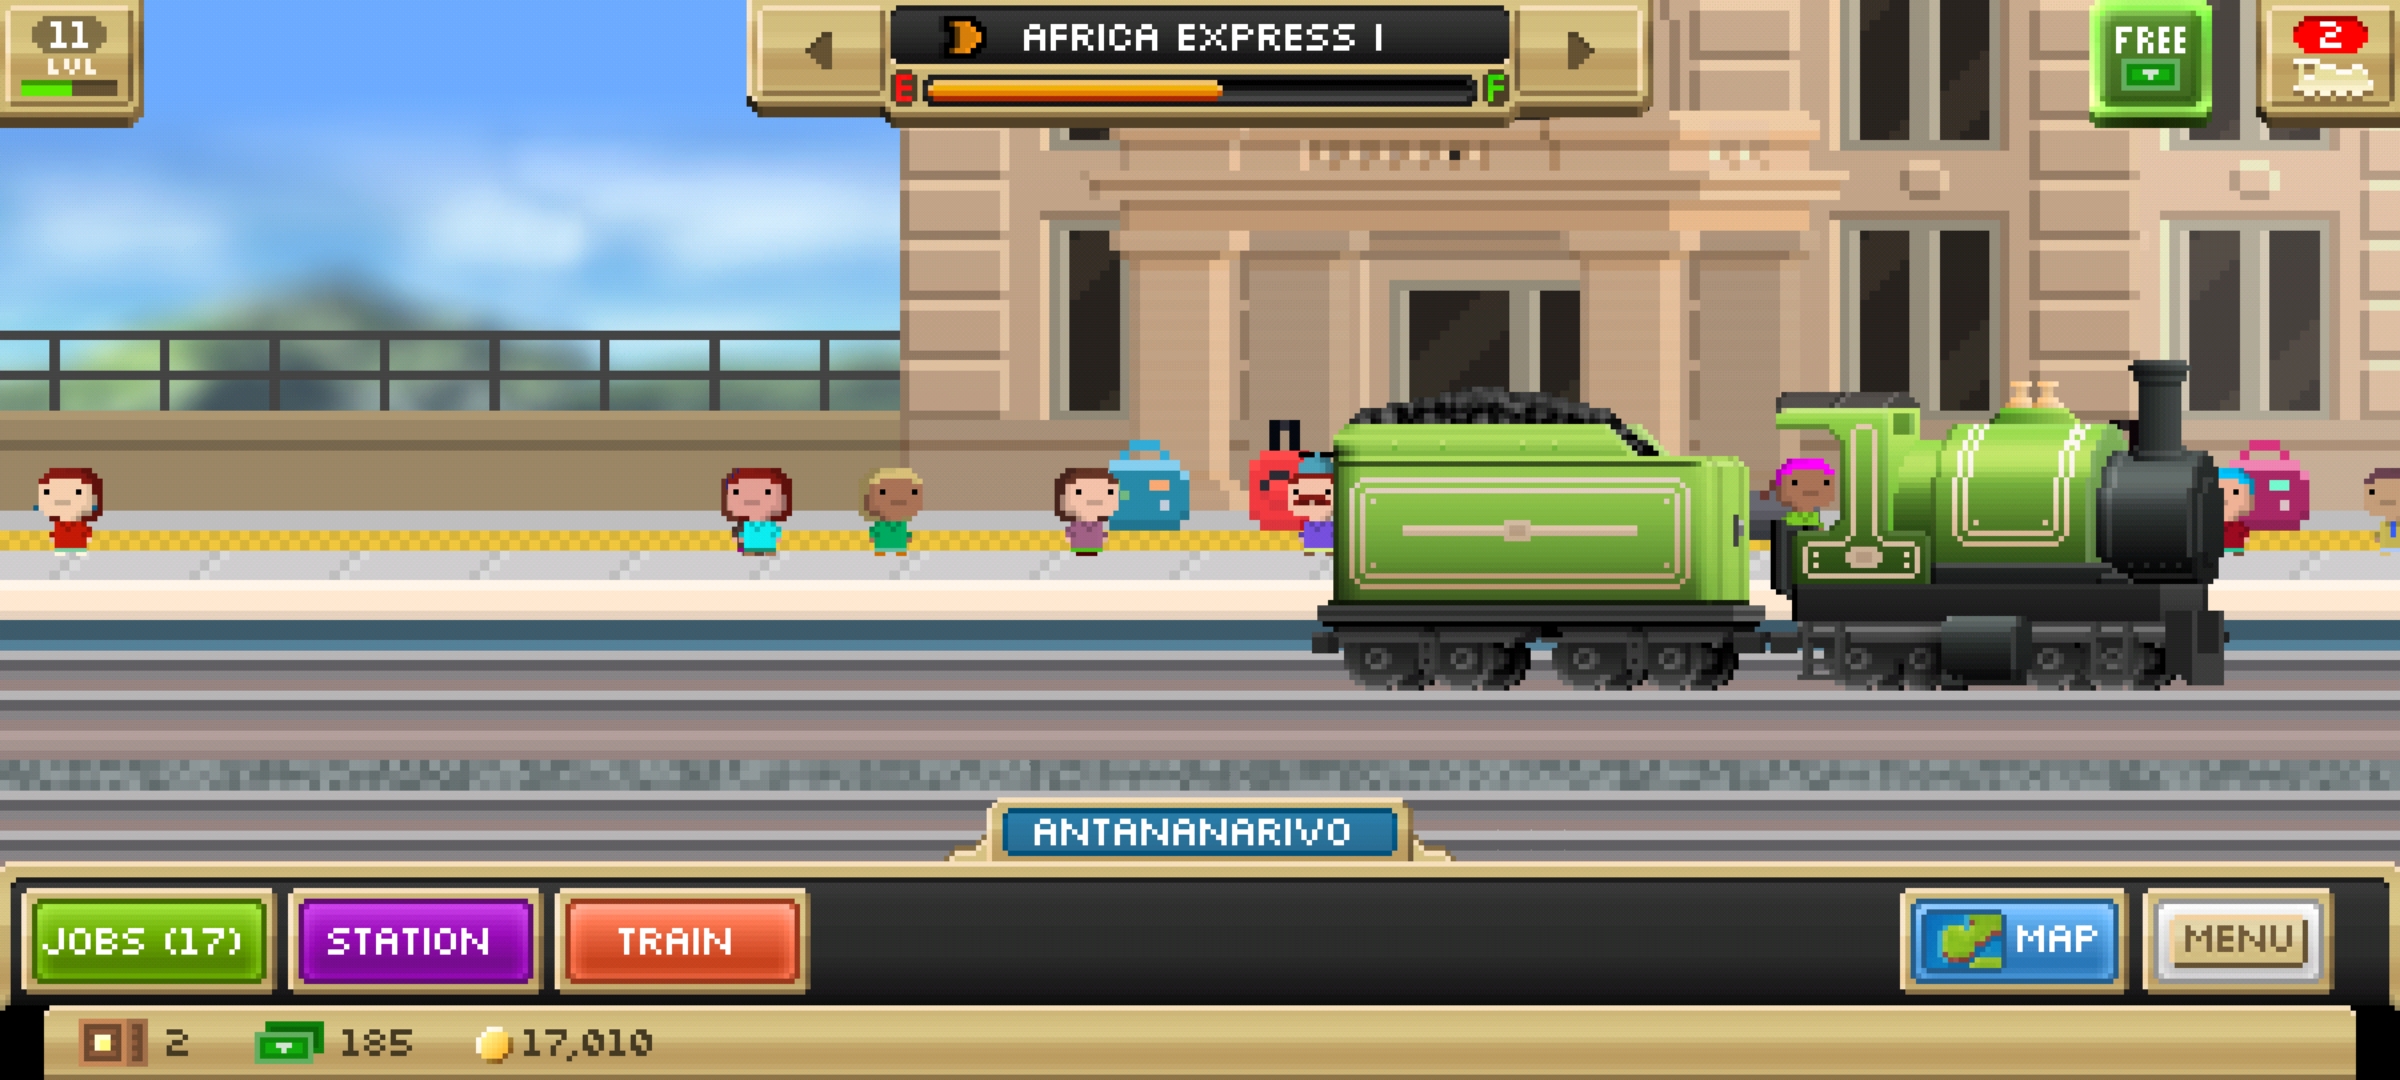 11
LVL
AFRICA EXPRESS I
E
F
FREE
2
ANTANANARIVO
JOBS (17)
STATION
TRAIN
MAP
MENU
2
185
17,010